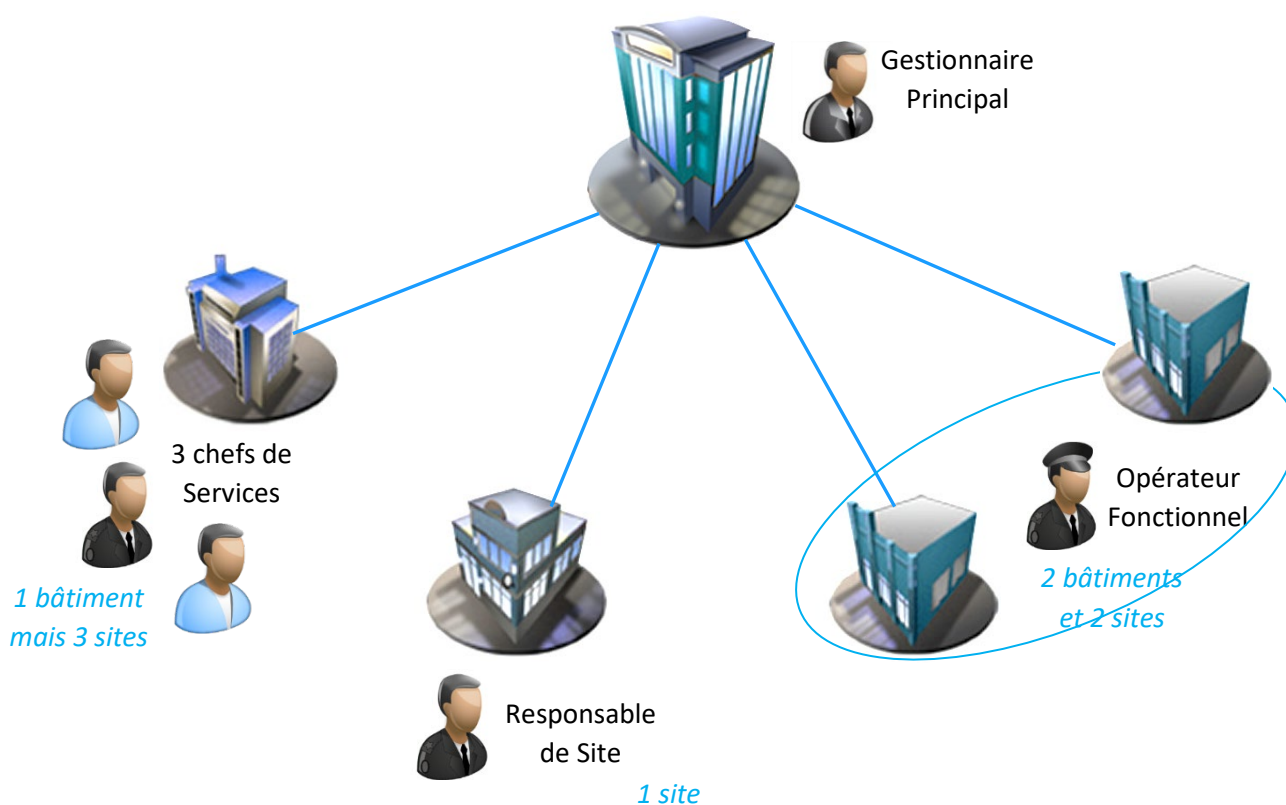 Gestionnaire
Principal
3 chefs de
Services
1 bâtiment
mais 3 sites
Opérateur
Fonctionnel
2 bâtiments
et 2 sites
Responsable
de Site
1 site